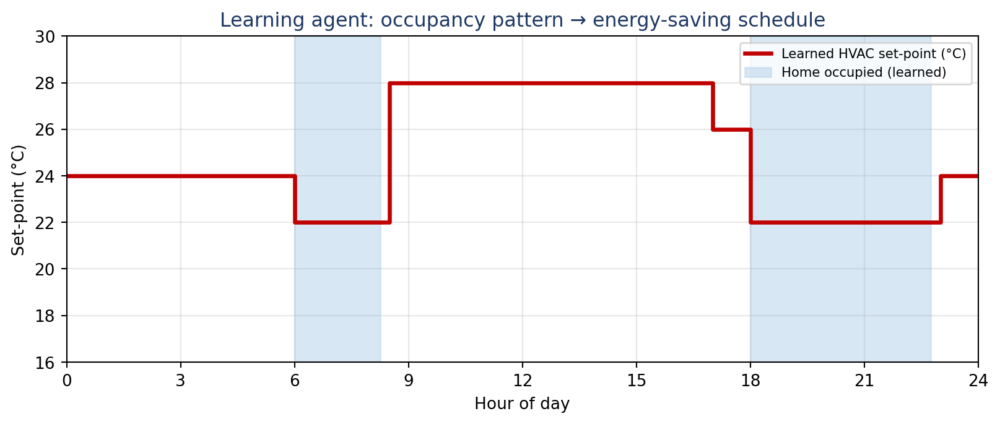 Learning agent: occupancy pattern → energy-saving schedule
Learned HVAC set-point (°C)
Home occupied (learned)
Set-point (°C)
30
28
26
24
22
20
18
16
0 3 6 9 12 15 18 21 24
Hour of day